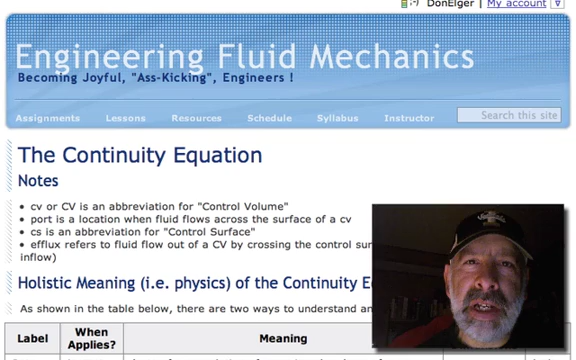 DonElger | My account
Engineering Fluid Mechanics
Becoming Joyful, "Ass-Kicking", Engineers !
Assignments Lessons Resources Schedule Syllabus Instructor Search this site
The Continuity Equation
Notes
• cv or CV is an abbreviation for "Control Volume"
• port is a location when fluid flows across the surface of a cv
• cs is an abbreviation for "Control Surface"
• efflux refers to fluid flow out of a CV by crossing the control sur
inflow)
Holistic Meaning (i.e. physics) of the Continuity E
As shown in the table below, there are two ways to understand an
Label When Applies? Meaning